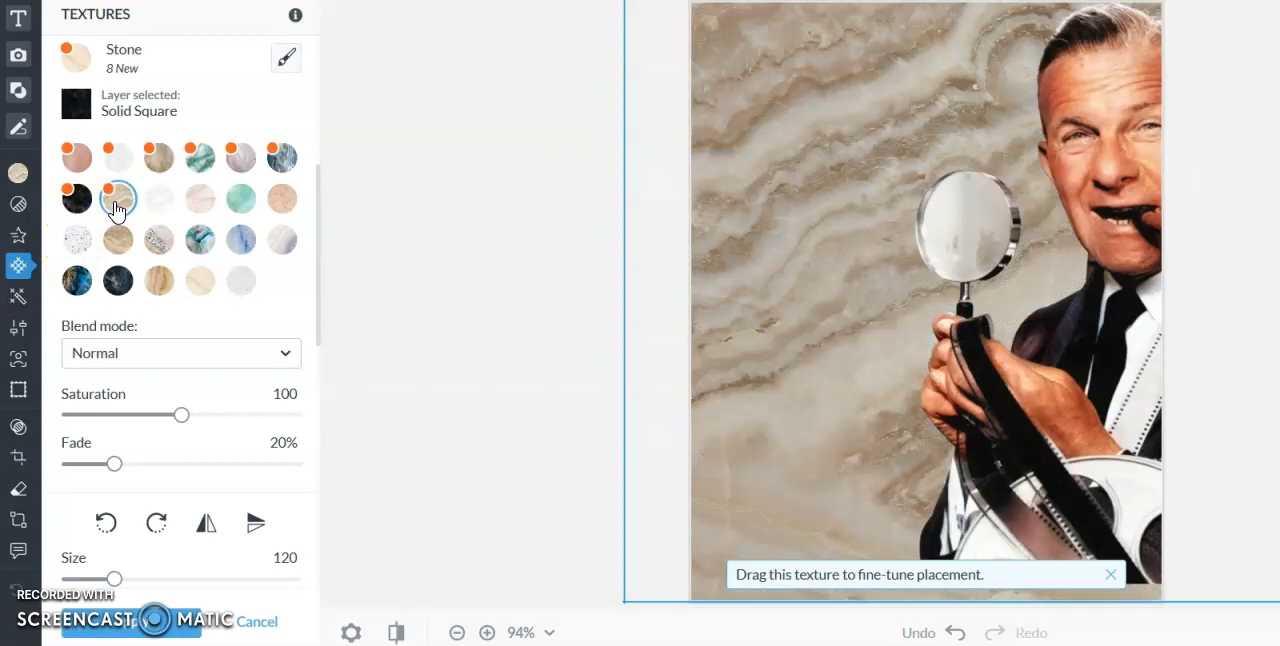 TEXTURES
Stone
8 New
Layer selected:
Solid Square
Blend mode:
Normal
Saturation 100
Fade 20%
Size 120
RECORDED WITH
SCREENCAST MATIC
Cancel
Drag this texture to fine-tune placement.
94%
Undo
Redo